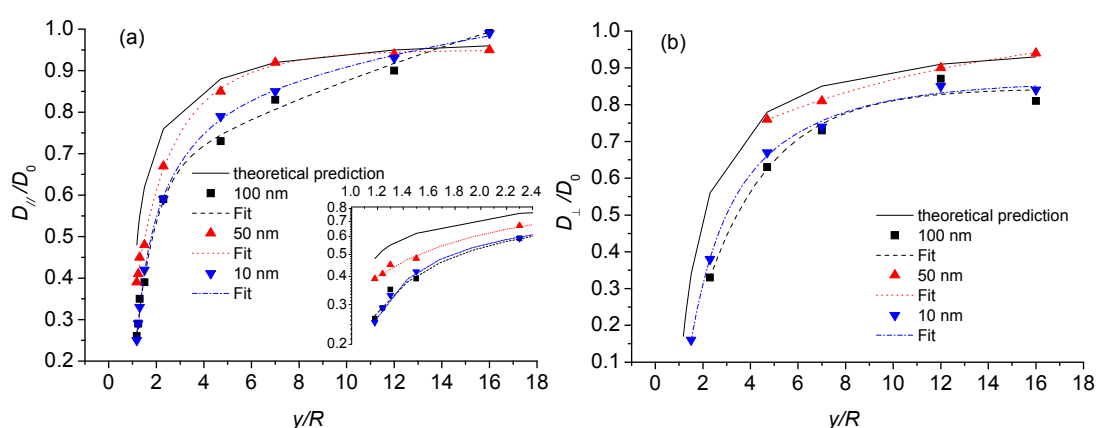 (a)
1.0
0.9
0.8
0.7
0.6
0.5
0.4
0.3
0.2
D///D0
0 2 4 6 8 10 12 14 16 18
y/R
theoretical prediction
100 nm
Fit
50 nm
Fit
10 nm
Fit
1.0 1.2 1.4 1.6 1.8 2.0 2.2 2.4
0.8
0.7
0.6
0.5
0.4
0.3
0.2
(b)
1.0
0.9
0.8
0.7
0.6
0.5
0.4
0.3
0.2
0.1
D⊥/D0
0 2 4 6 8 10 12 14 16 18
y/R
theoretical prediction
100 nm
Fit
50 nm
Fit
10 nm
Fit